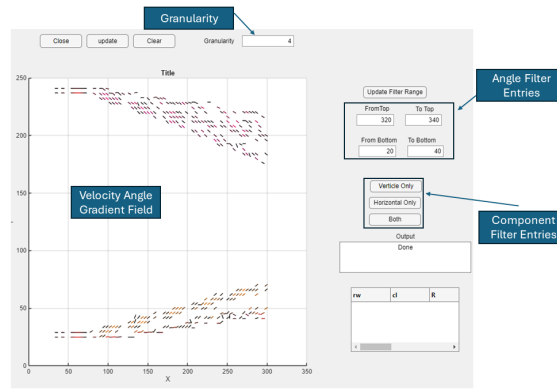 Granularity
Close update Clear Granularity 4
Title
Update Filter Range
Angle Filter
Entries
FromTop To Top
320 340
From Bottom To Bottom
20 40
Velocity Angle
Gradient Field
Verticle Only
Horizontal Only
Both
Component
Filter Entries
Output
Done
rw cl R
250
200
150
100
50
0
0 50 100 150 200 250 300 350
X